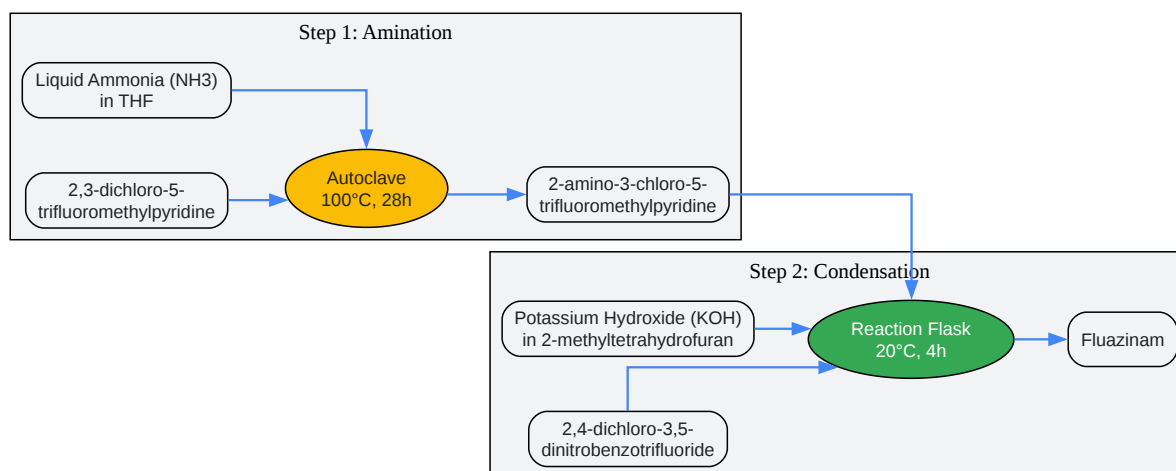 Step 1: Amination
Liquid Ammonia (NH3)
in THF
2,3-dichloro-5-
trifluoromethylpyridine
Autoclave
100°C, 28h
2-amino-3-chloro-5-
trifluoromethylpyridine
Step 2: Condensation
Potassium Hydroxide (KOH)
in 2-methyltetrahydrofuran
Reaction Flask
20°C, 4h
Fluazinam
2,4-dichloro-3,5-
dinitrobenzotrifluoride